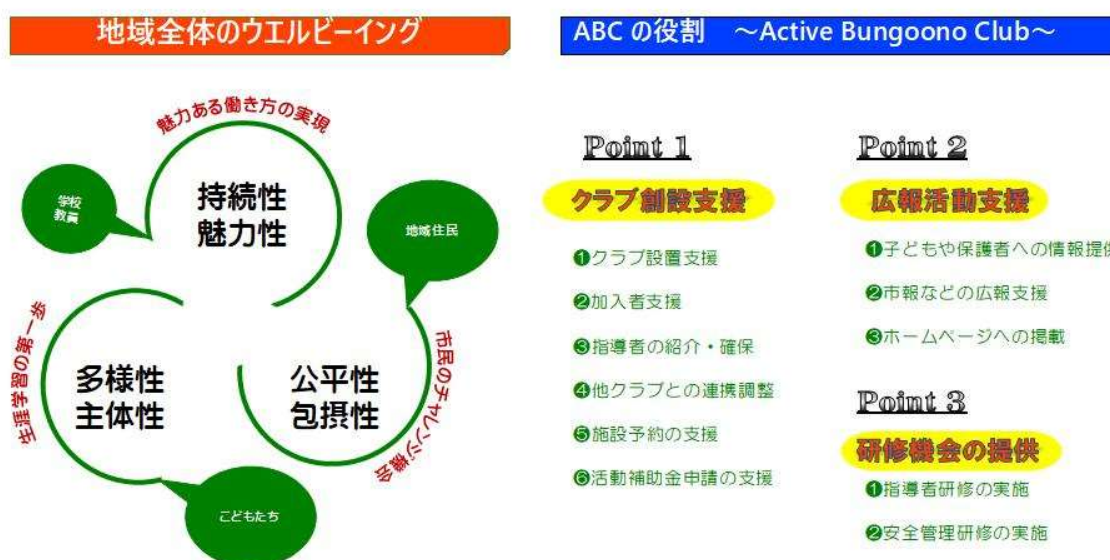 地域全体のウエルビーイング
魅力ある働き方の実現
学校
教員
持続性
魅力性
地域住民
生涯学習の第一歩
多様性
主体性
公平性
包摂性
市民のチャレンジ機会
こどもたち
ABC の役割 ～Active Bungoono Club～
Point 1
クラブ創設支援
❶クラブ設置支援
❷加入者支援
❸指導者の紹介・確保
❹他クラブとの連携調整
❺施設予約の支援
❻活動補助金申請の支援
Point 2
広報活動支援
❶子どもや保護者への情報提供
❷市報などの広報支援
❸ホームページへの掲載
Point 3
研修機会の提供
❶指導者研修の実施
❷安全管理研修の実施